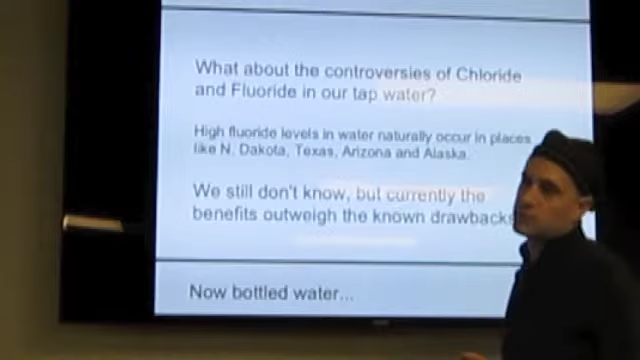 What about the controversies of Chloride
and Fluoride in our tap water?
High fluoride levels in water naturally occur in places
like N. Dakota, Texas, Arizona and Alaska.
We still don't know, but currently the
benefits outweigh the known drawbacks
Now bottled water...